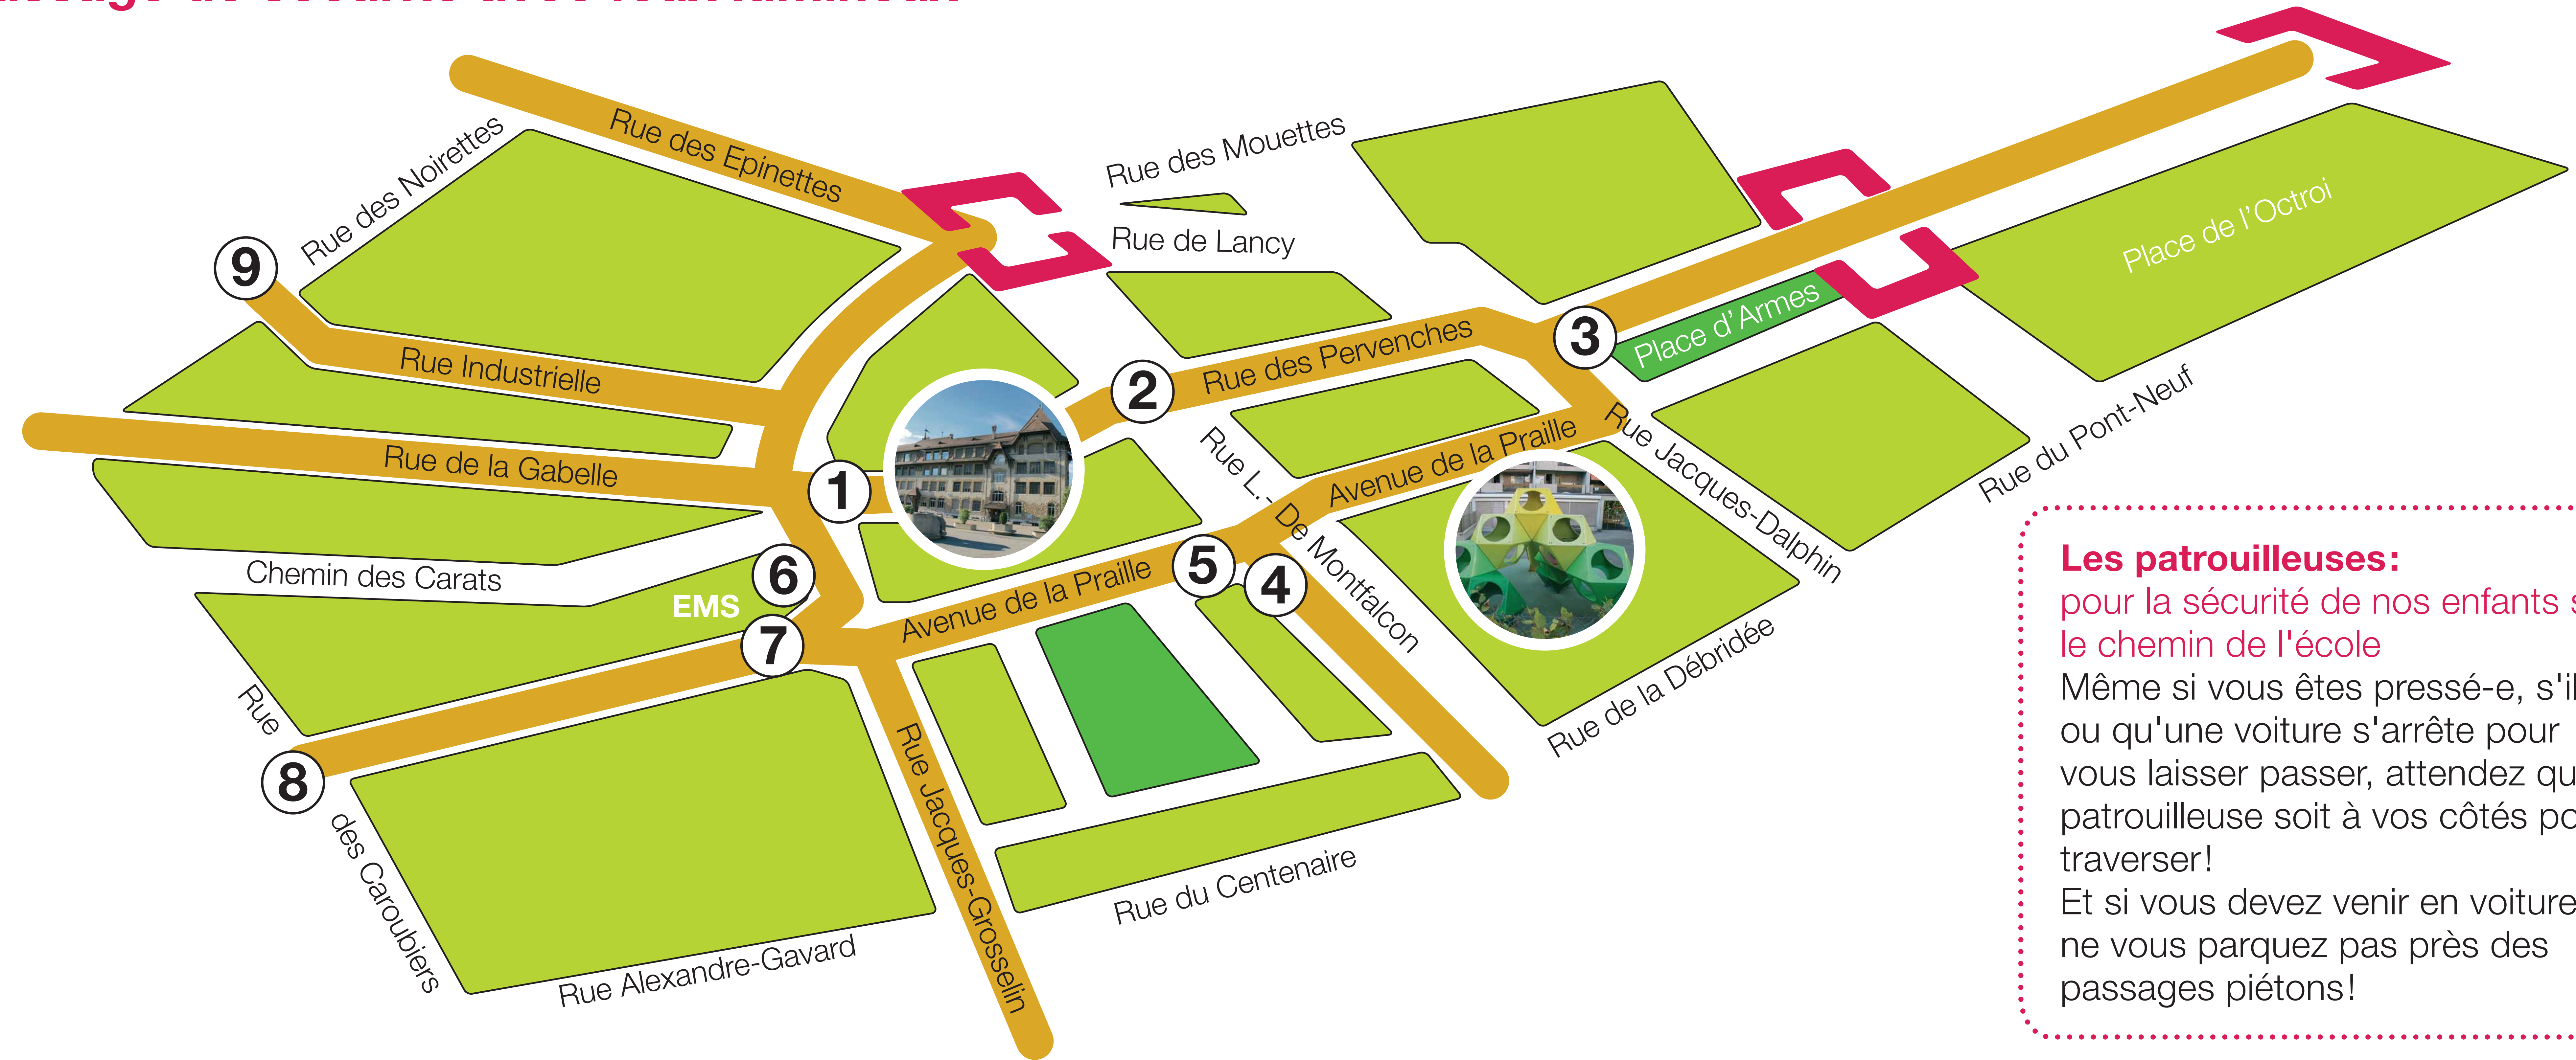 de sécurité avec feux lumineux
Rue des Epinettes
Rue des Noirettes
Rue des Mouettes
Rue de Lancy
9
Rue Industrielle
Rue de la Gabelle
Chemin des Carats
1
2
Rue des Pervenches
3
Place d'Armes
Place de l'Octroi
Rue du Pont-Neuf
Rue Jacques-Dalphin
Avenue de la Praille
Rue L.-De Montfalcon
5
4
Avenue de la Praille
6
EMS
7
Rue de la Débridée
Rue des Caroubiers
8
Rue Jacques-Grosselin
Rue du Centenaire
Rue Alexandre-Gavard
Les patrouilleuses:
pour la sécurité de nos enfants
le chemin de l'école
Même si vous êtes pressé-e,
ou qu'une voiture s'arrête pour
vous laisser passer, attendez
patrouilleuse soit à vos côtés
traverser!
Et si vous devez venir en voiture
ne vous parquez pas près des
passages piétons!